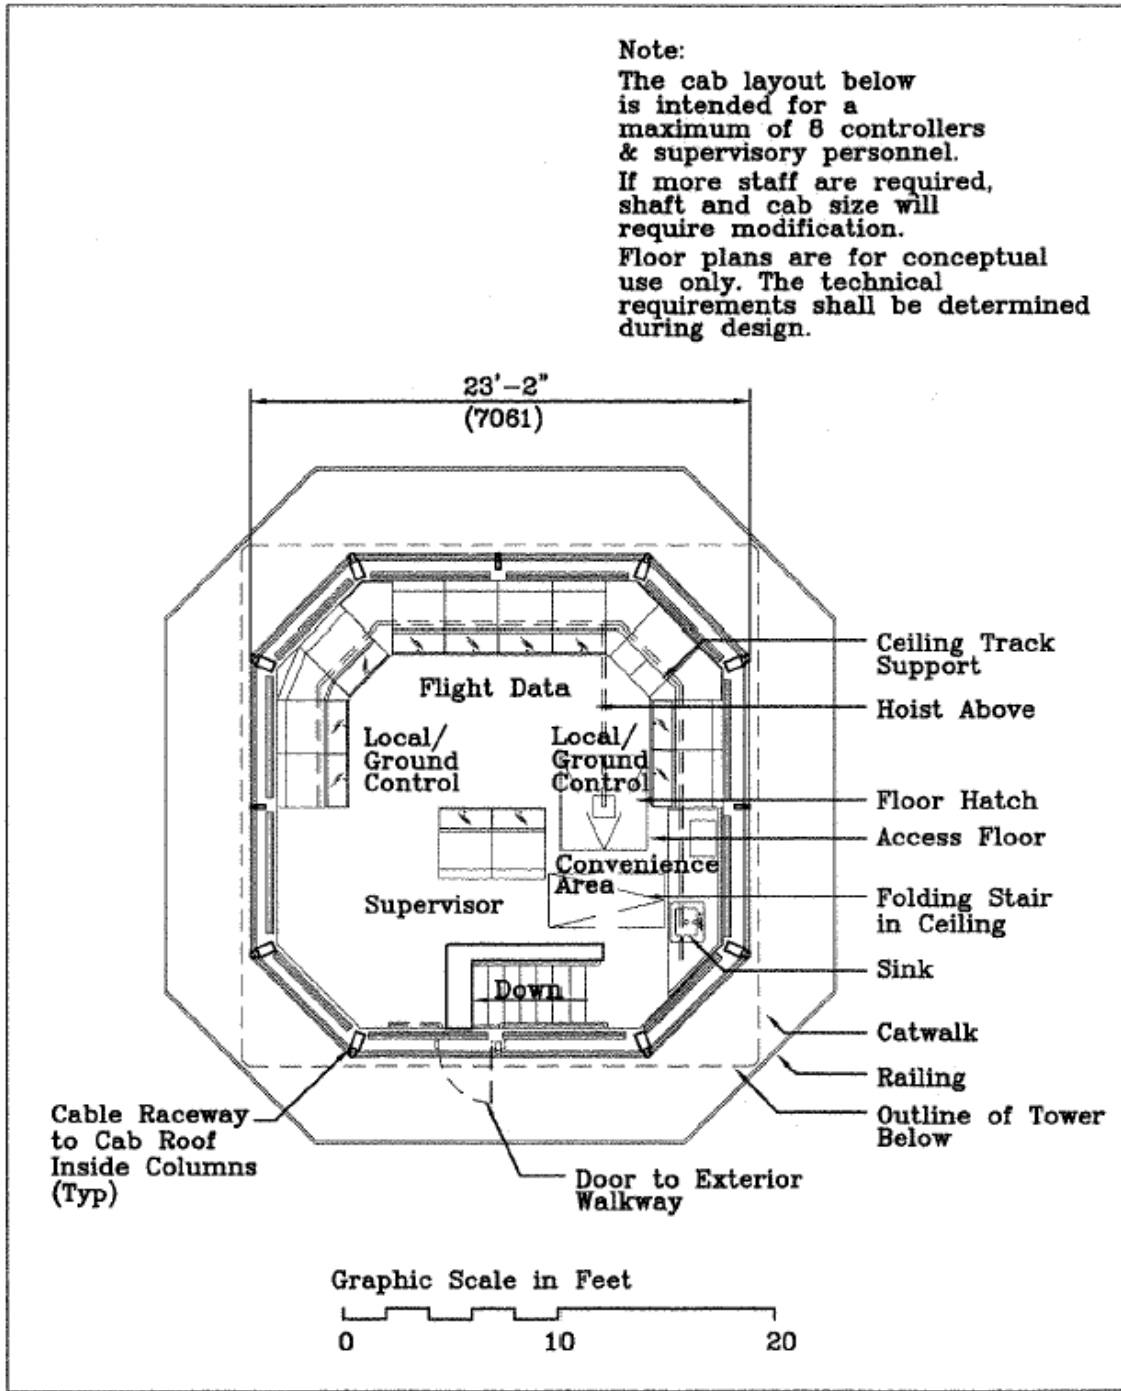 Note:
The cab layout below
is intended for a
maximum of 8 controllers
& supervisory personnel.
If more staff are required,
shaft and cab size will
require modification.
Floor plans are for conceptual
use only. The technical
requirements shall be determined
during design.
23'-2"
(7061)
Flight Data
Local/
Ground
Control
Local/
Ground
Control
Convenience
Area
Supervisor
Down
Ceiling Track
Support
Hoist Above
Floor Hatch
Access Floor
Folding Stair
in Ceiling
Sink
Catwalk
Railing
Outline of Tower
Below
Cable Raceway
to Cab Roof
Inside Columns
(Typ)
Door to Exterior
Walkway
Graphic Scale in Feet
0 10 20